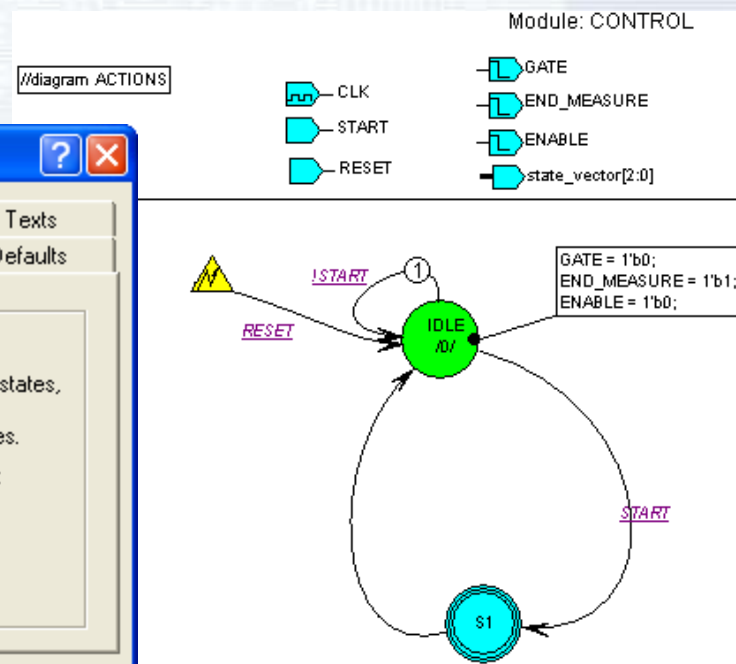 Module: CONTROL
//diagram ACTIONS
CLK
START
RESET
GATE
END_MEASURE
ENABLE
state_vector[2:0]
?
Texts
Defaults
states,
es.
!START
1
RESET
IDLE
/0/
GATE = 1'b0;
END_MEASURE = 1'b1;
ENABLE = 1'b0;
START
S1